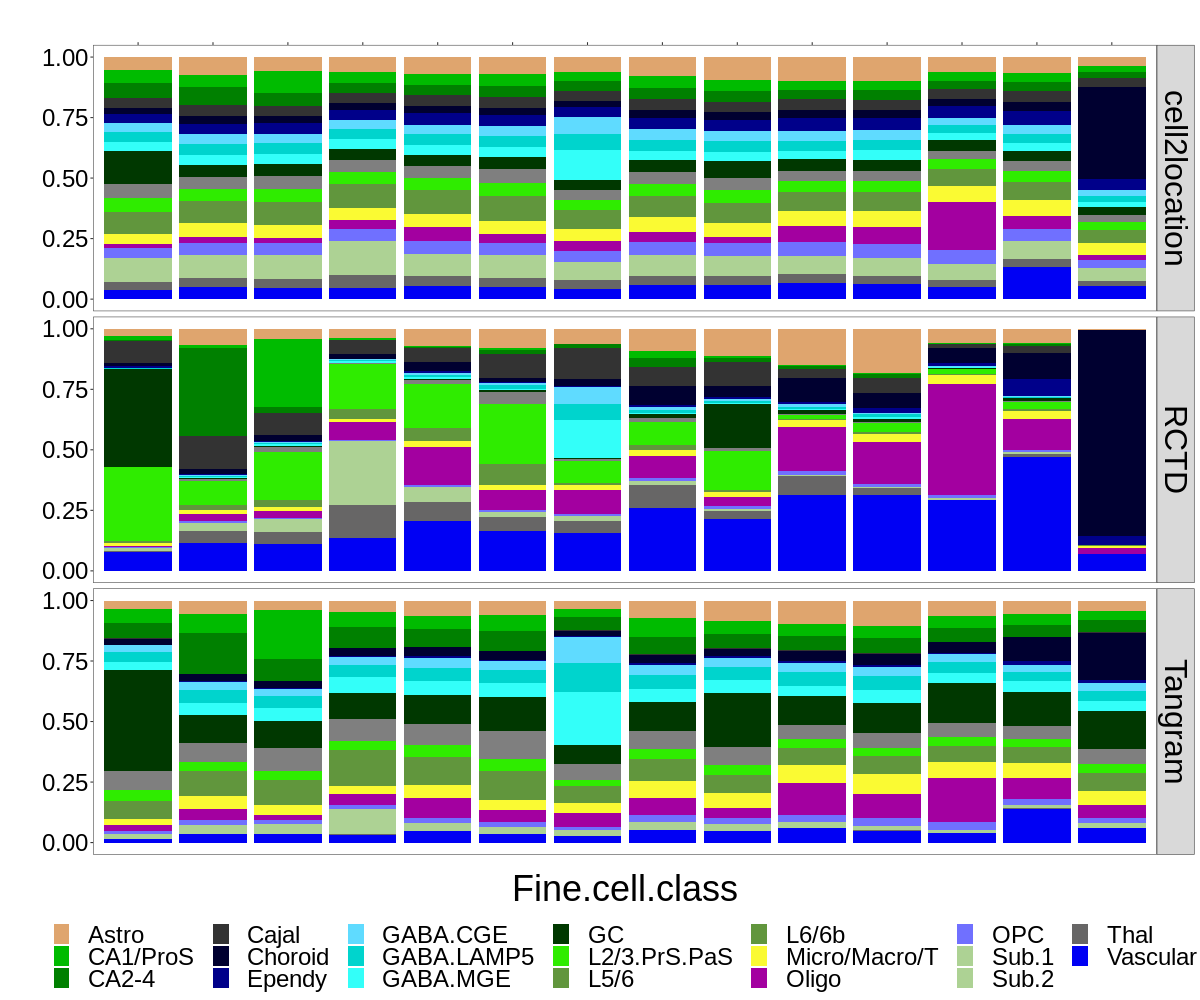 1.00
0.75
0.50
0.25
0.00
cell2location
1.00
0.75
0.50
0.25
0.00
RCTD
1.00
0.75
0.50
0.25
0.00
Tangram
Fine.cell.class
Astro Cajal GABA.CGE GC L6/6b OPC Thal
CA1/ProS Choroid GABA.LAMP5 L2/3.PrS.PaS Micro/Macro/T Sub.1 Vascular
CA2-4 Ependy GABA.MGE L5/6 Oligo Sub.2